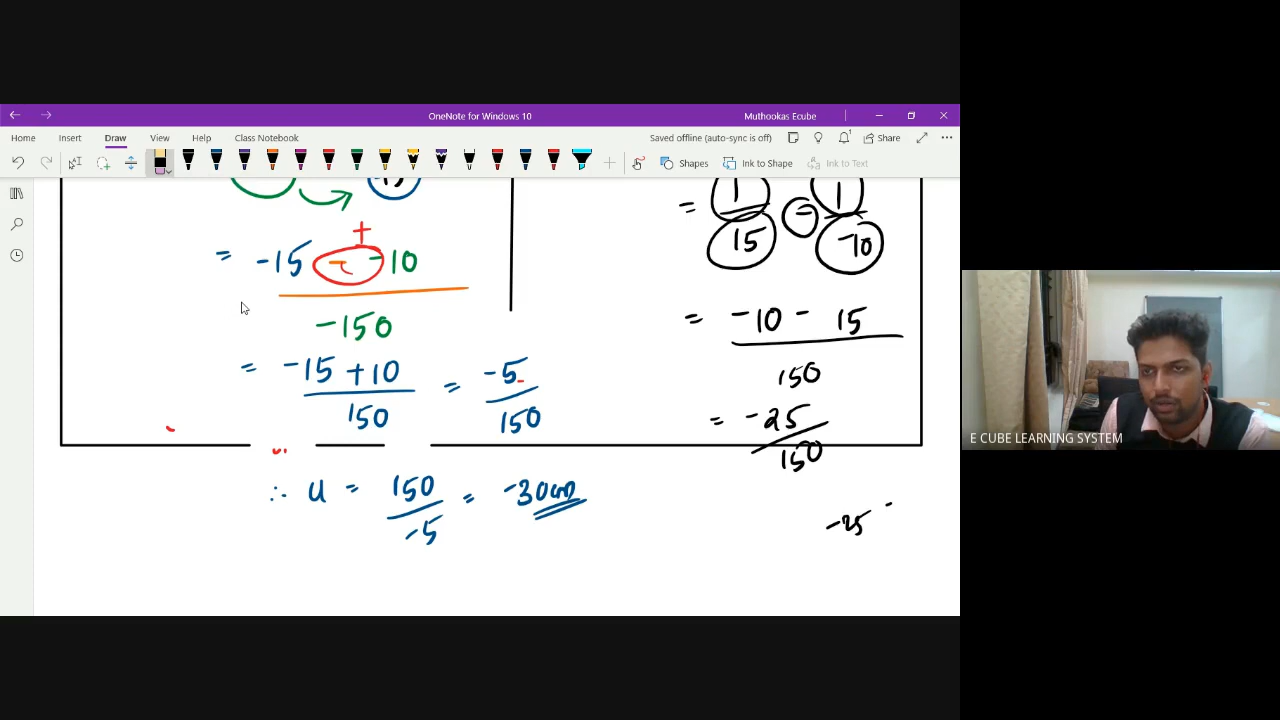 OneNote for Windows 10
Muthookas Ecube
Home Insert Draw View Help Class Notebook
Saved offline (auto-sync is off)
Share
Shapes Ink to Shape Ink to Text
= -15 - -10
+
-150
= -15 + 10 = -5
150 150
∴ u = 150 = -30cm
-5
= 1 - 1
15 -10
= -10 - 15
150
= -25
150
-25
E CUBE LEARNING SYSTEM